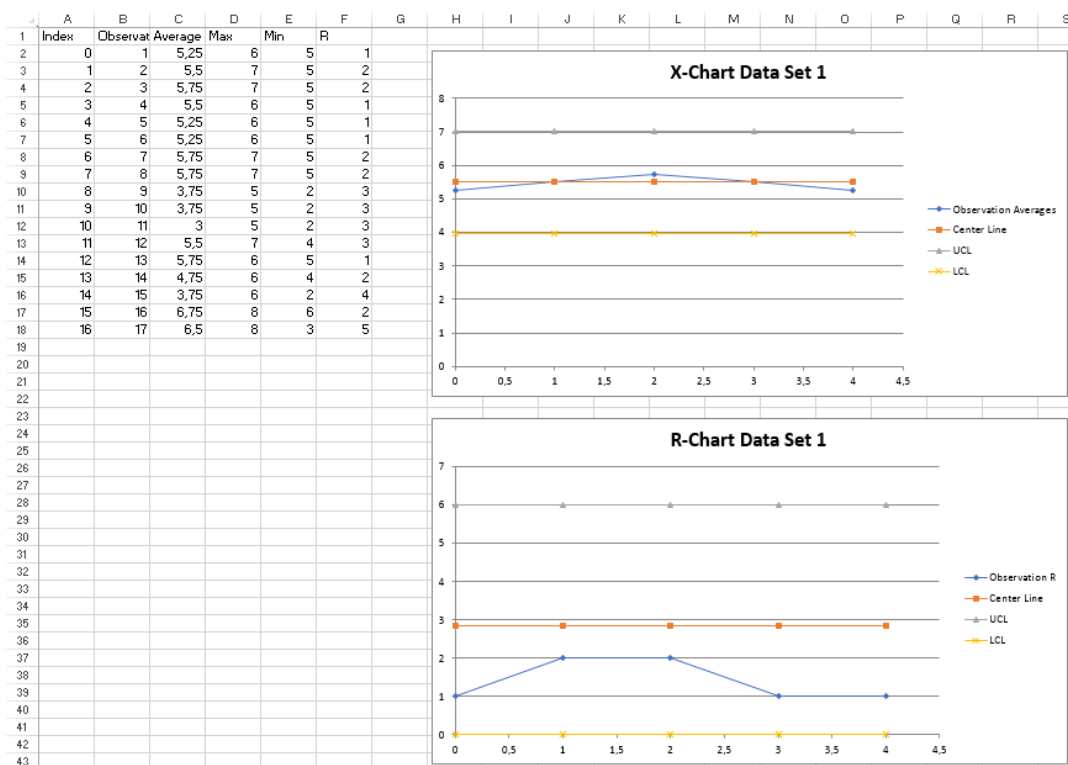 A B C D E F G H I J K L M N O P Q R S
1 Index Observat Average Max Min R
2 0 1 5,25 6 5 1
3 1 2 5,5 7 5 2
4 2 3 5,75 7 5 2
5 3 4 5,5 6 5 1
6 4 5 5,25 6 5 1
7 5 6 5,25 6 5 1
8 6 7 5,75 7 5 2
9 7 8 5,75 7 5 2
10 8 9 3,75 5 2 3
11 9 10 3,75 5 2 3
12 10 11 3 5 2 3
13 11 12 5,5 7 4 3
14 12 13 5,75 6 5 1
15 13 14 4,75 6 4 2
16 14 15 3,75 6 2 4
17 15 16 6,75 8 6 2
18 16 17 6,5 8 3 5
19
20
21
22
23
24
25
26
27
28
29
30
31
32
33
34
35
36
37
38
39
40
41
42
43
X-Chart Data Set 1
8
7
6
5
4
3
2
1
0
0 0,5 1 1,5 2 2,5 3 3,5 4 4,5
Observation Averages
Center Line
UCL
LCL
R-Chart Data Set 1
7
6
5
4
3
2
1
0
0 0,5 1 1,5 2 2,5 3 3,5 4 4,5
Observation R
Center Line
UCL
LCL